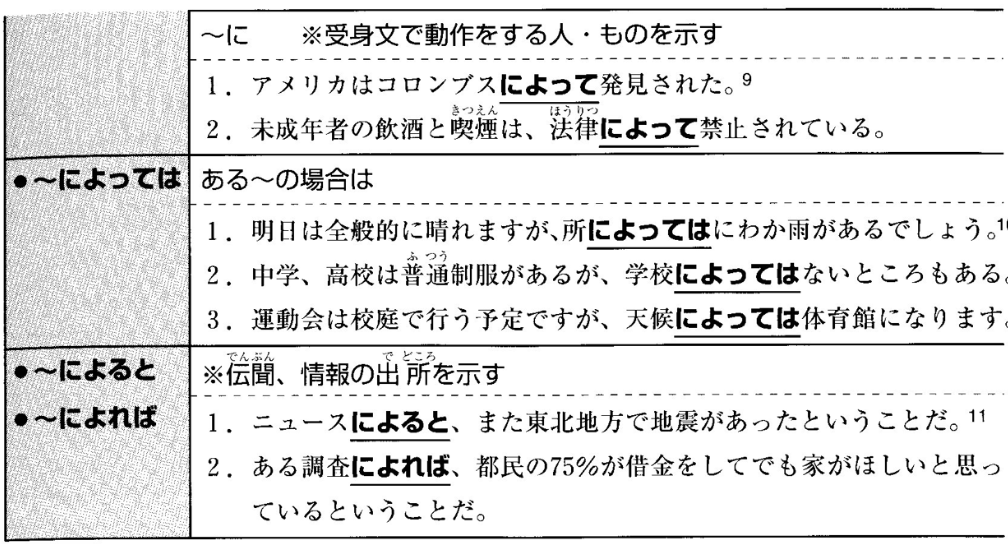 ～に　　※受身文で動作をする人・ものを示す
1．アメリカはコロンブスによって発見された。9
2．未成年者の飲酒と喫煙は、法律によって禁止されている。
きつえん　ほうりつ
●～によっては　ある～の場合は
1．明日は全般的に晴れますが、所によってはにわか雨があるでしょう。10
2．中学、高校は普通制服があるが、学校によってはないところもある。
ふつう
3．運動会は校庭で行う予定ですが、天候によっては体育館になります。
●～によると　※伝聞、情報の出所を示す
でんぶん　でどころ
●～によれば
1．ニュースによると、また東北地方で地震があったということだ。11
2．ある調査によれば、都民の75％が借金をしてでも家がほしいと思っ
ているということだ。